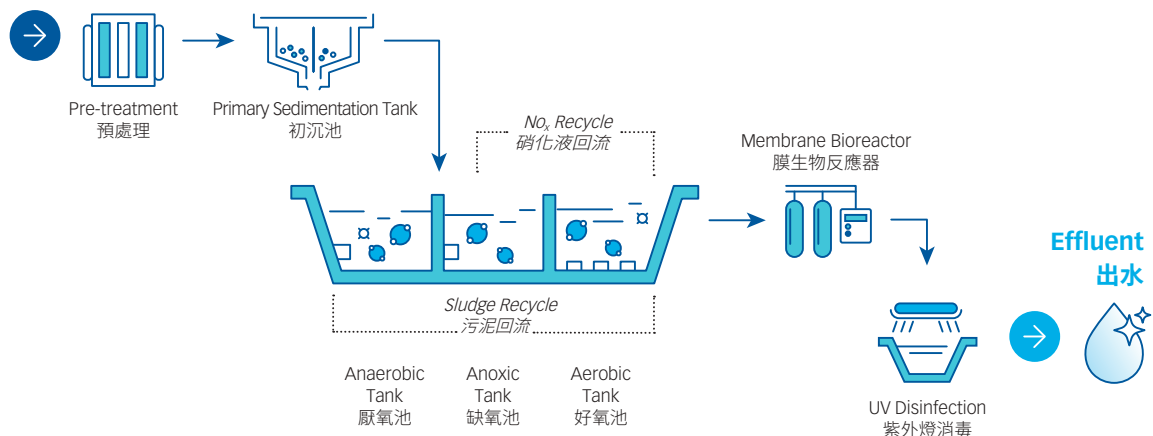 Pre-treatment
預處理
Primary Sedimentation Tank
初沉池
Noₓ Recycle
硝化液回流
Membrane Bioreactor
膜生物反應器
Effluent
出水
Sludge Recycle
污泥回流
Anaerobic
Tank
厭氧池
Anoxic
Tank
缺氧池
Aerobic
Tank
好氧池
UV Disinfection
紫外燈消毒